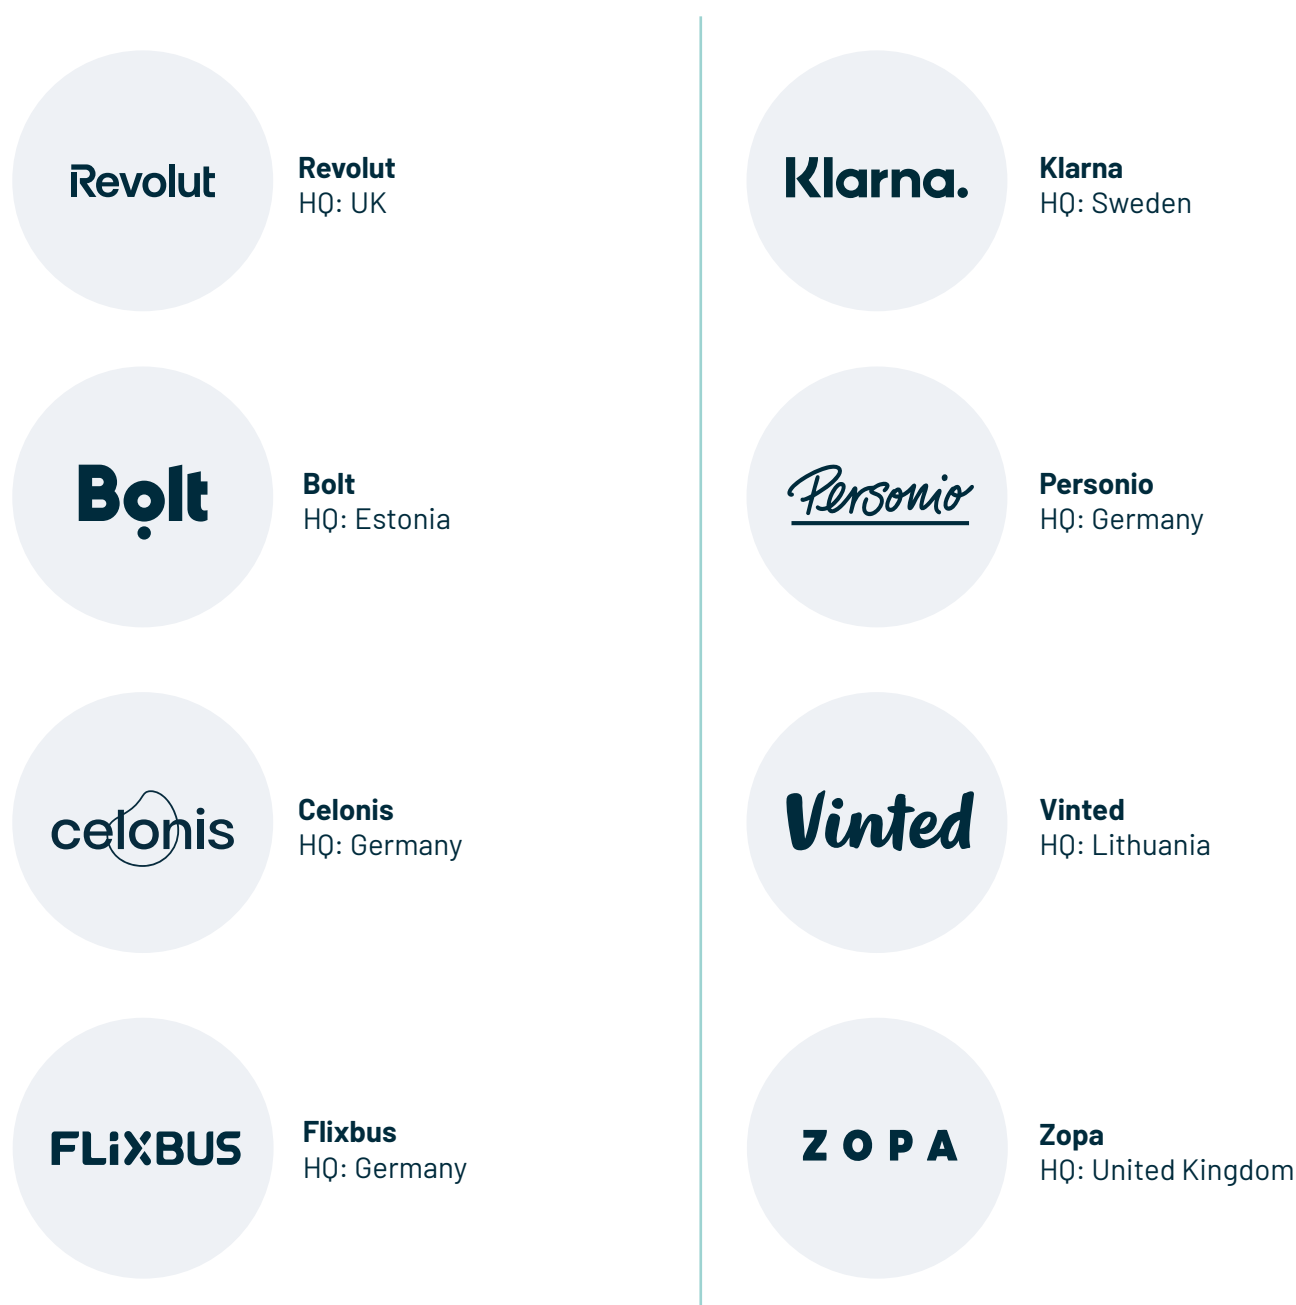 Revolut
Revolut
HQ: UK
Bolt
Bolt
HQ: Estonia
celonis
Celonis
HQ: Germany
FLiXBUS
Flixbus
HQ: Germany
Klarna.
Klarna
HQ: Sweden
Personio
Personio
HQ: Germany
Vinted
Vinted
HQ: Lithuania
ZOPA
Zopa
HQ: United Kingdom